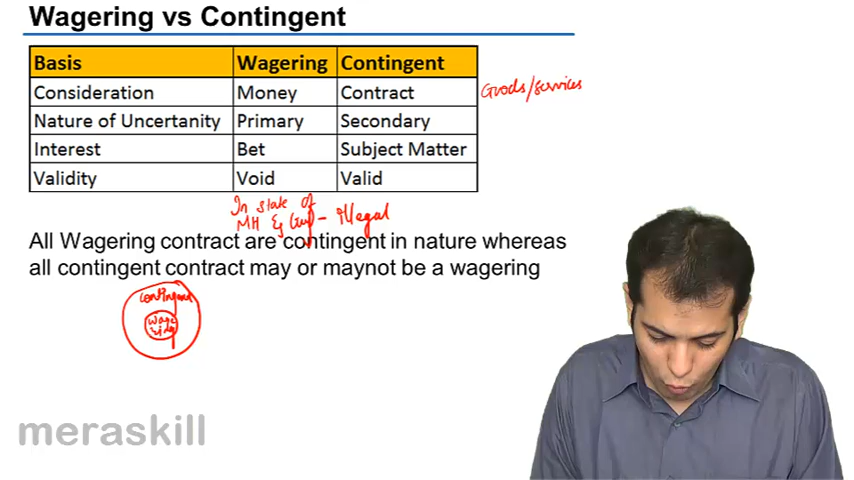 Wagering vs Contingent
Basis Wagering Contingent
Consideration Money Contract Goods/services
Nature of Uncertanity Primary Secondary
Interest Bet Subject Matter
Validity Void Valid
In state of
MH & Guj - illegal
All Wagering contract are contingent in nature whereas
all contingent contract may or maynot be a wagering
Contingent
meraskill